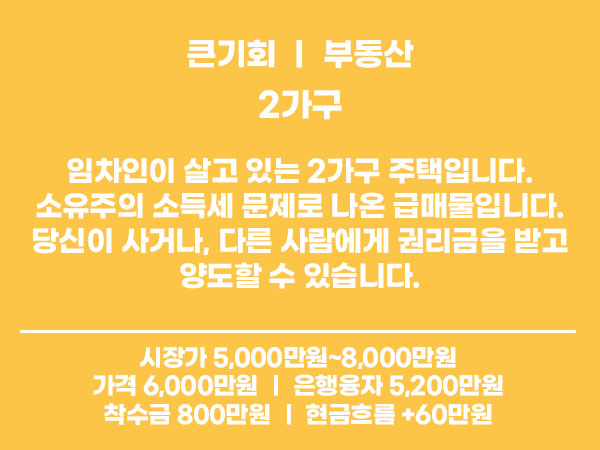 큰기회 | 부동산
2가구
임차인이 살고 있는 2가구 주택입니다.
소유주의 소득세 문제로 나온 급매물입니다.
당신이 사거나, 다른 사람에게 권리금을 받고
양도할 수 있습니다.
시장가 5,000만원~8,000만원
가격 6,000만원 | 은행융자 5,200만원
착수금 800만원 | 현금흐름 +60만원